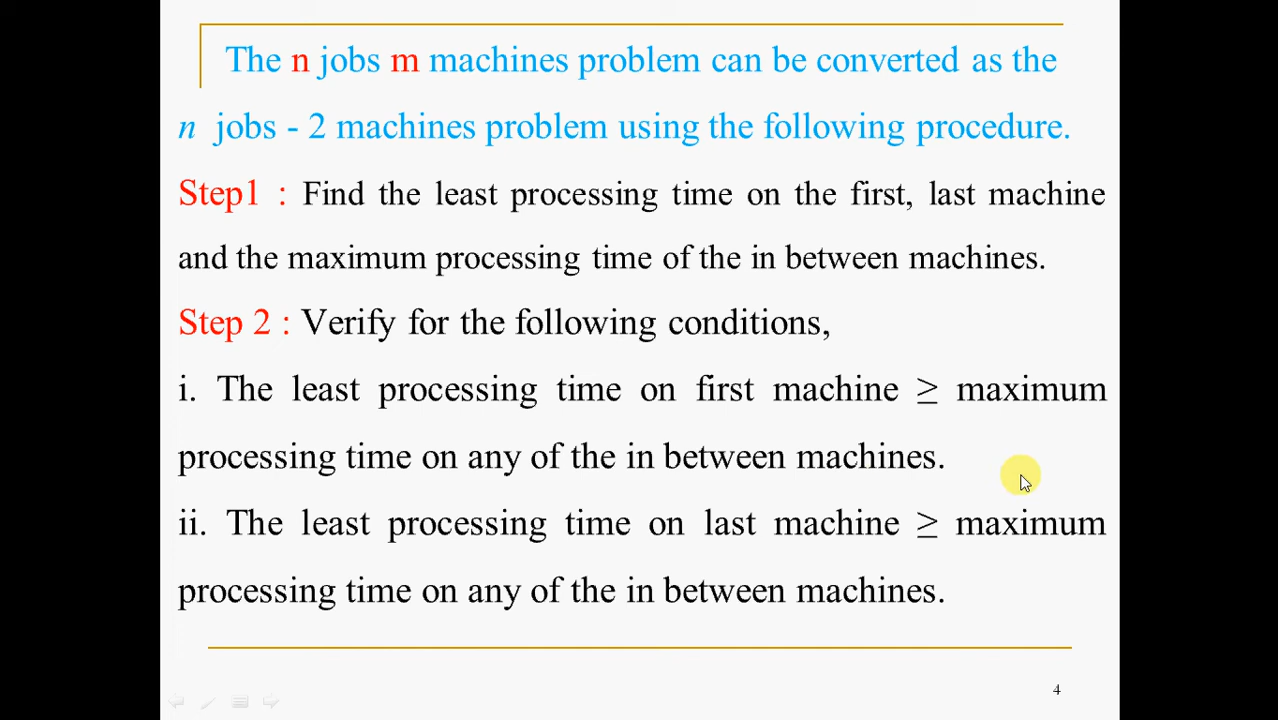 The n jobs m machines problem can be converted as the
n jobs - 2 machines problem using the following procedure.
Step1 : Find the least processing time on the first, last machine
and the maximum processing time of the in between machines.
Step 2 : Verify for the following conditions,
i. The least processing time on first machine ≥ maximum
processing time on any of the in between machines.
ii. The least processing time on last machine ≥ maximum
processing time on any of the in between machines.
4